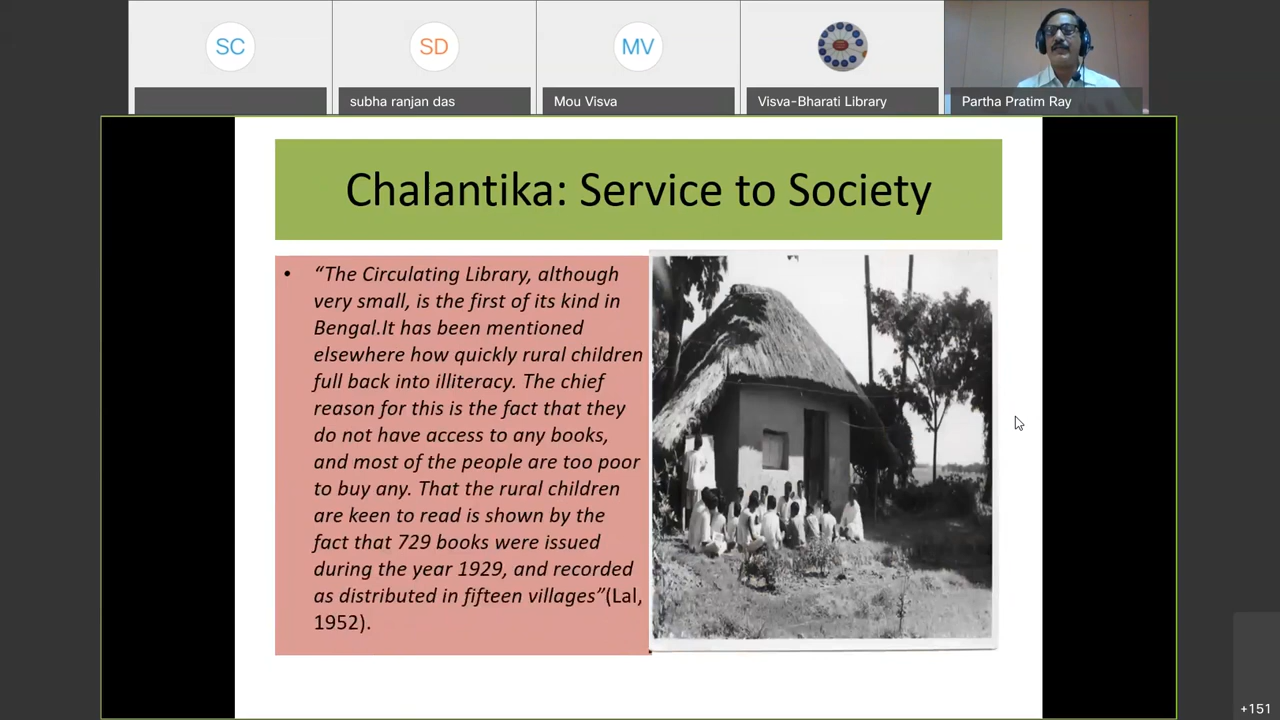 SC
SD
MV
subha ranjan das
Mou Visva
Visva-Bharati Library
Partha Pratim Ray
Chalantika: Service to Society
• “The Circulating Library, although
very small, is the first of its kind in
Bengal.It has been mentioned
elsewhere how quickly rural children
full back into illiteracy. The chief
reason for this is the fact that they
do not have access to any books,
and most of the people are too poor
to buy any. That the rural children
are keen to read is shown by the
fact that 729 books were issued
during the year 1929, and recorded
as distributed in fifteen villages”(Lal,
1952).
+151